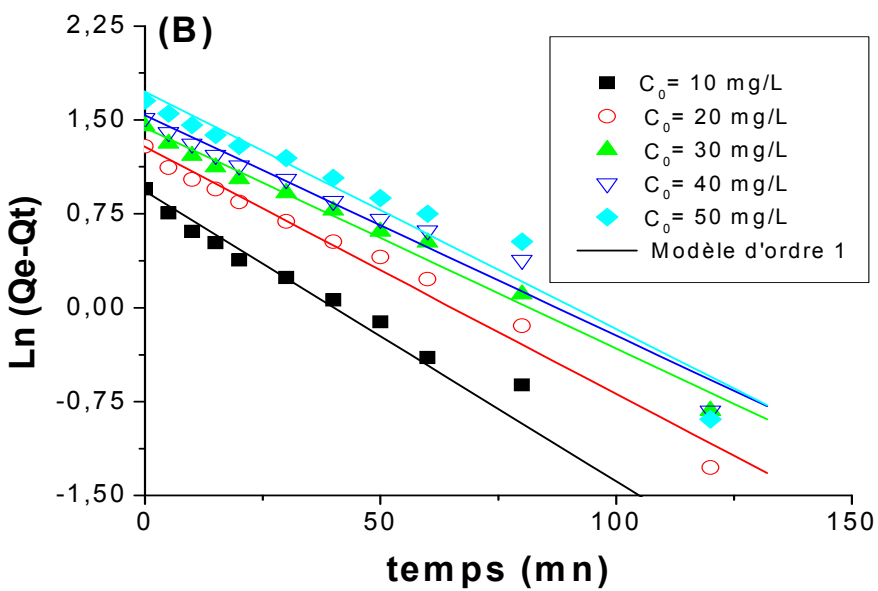 (B)
2,25
1,50
0,75
0,00
-0,75
-1,50
Ln (Qe-Qt)
C0= 10 mg/L
C0= 20 mg/L
C0= 30 mg/L
C0= 40 mg/L
C0= 50 mg/L
Modèle d'ordre 1
0 50 100 150
temps (mn)